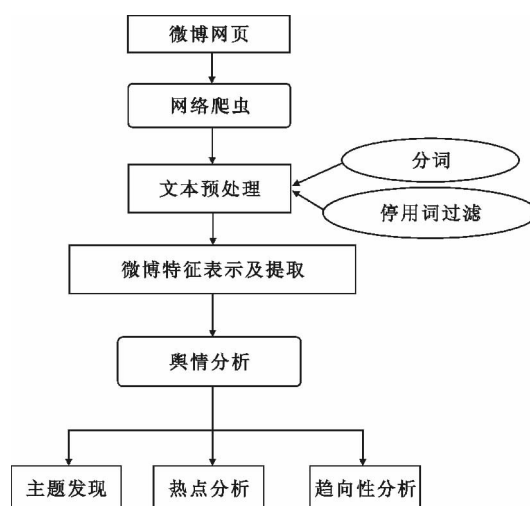 微博网页
网络爬虫
分词
文本预处理
停用词过滤
微博特征表示及提取
舆情分析
主题发现
热点分析
趋向性分析